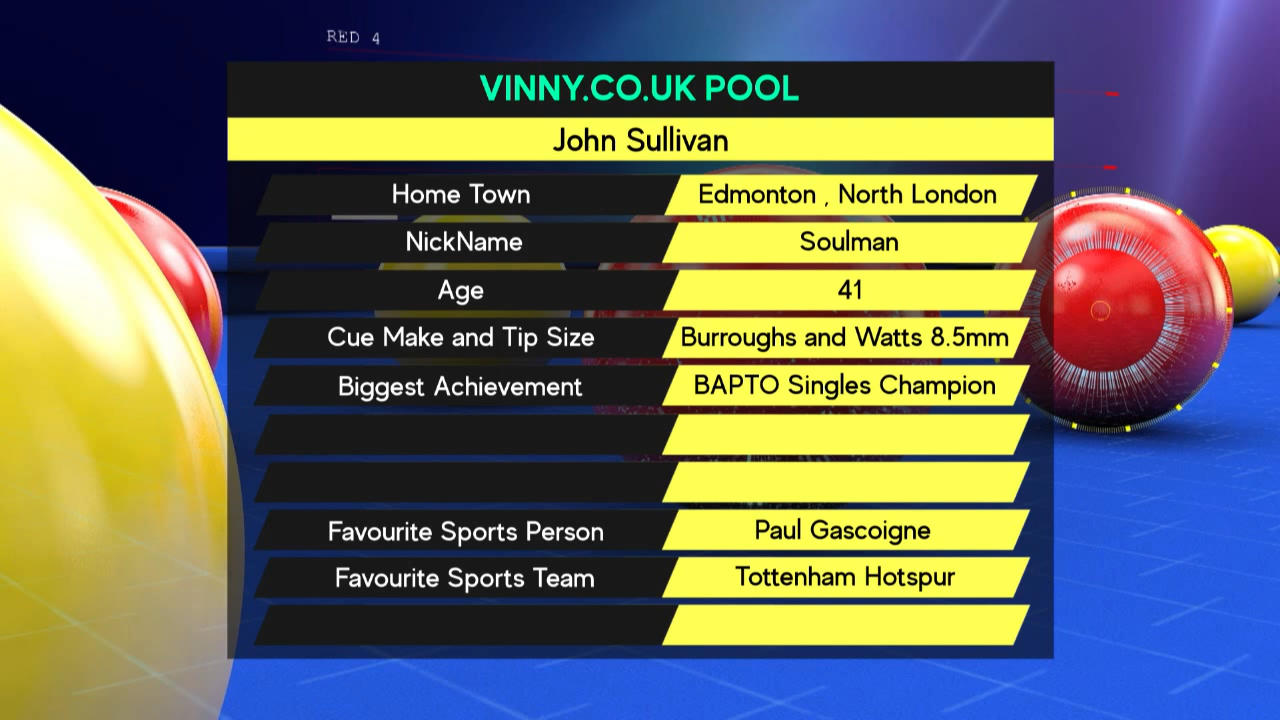 RED 4
VINNY.CO.UK POOL
John Sullivan
Home Town Edmonton , North London
NickName Soulman
Age 41
Cue Make and Tip Size Burroughs and Watts 8.5mm
Biggest Achievement BAPTO Singles Champion
Favourite Sports Person Paul Gascoigne
Favourite Sports Team Tottenham Hotspur